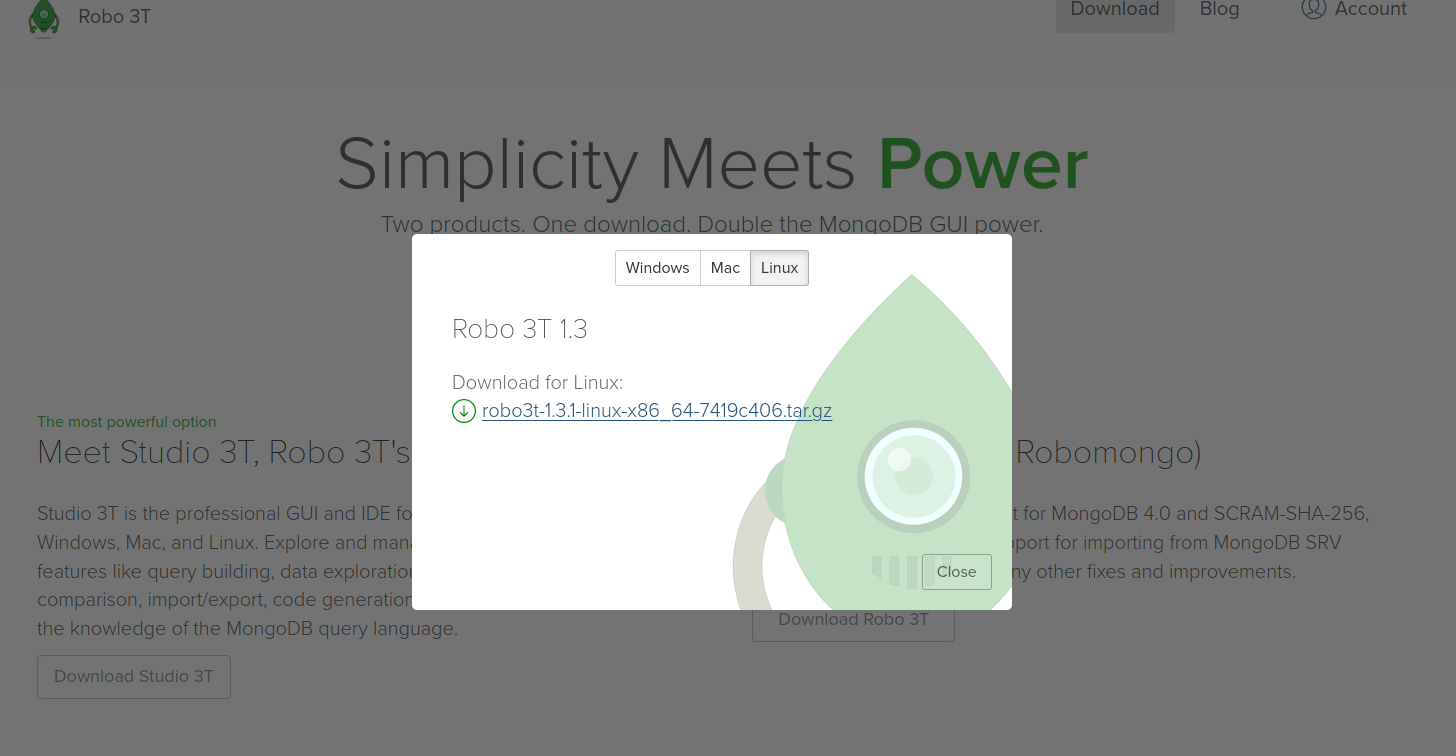 Robo 3T
Download
Blog
Account
Simplicity Meets Power
Two products. One download. Double the MongoDB GUI power.
Windows
Mac
Linux
Robo 3T 1.3
Download for Linux:
robo3t-1.3.1-linux-x86_64-7419c406.tar.gz
Close
The most powerful option
Meet Studio 3T, Robo 3T's
Studio 3T is the professional GUI and IDE fo
Windows, Mac, and Linux. Explore and man
features like query building, data exploration
comparison, import/export, code generation
the knowledge of the MongoDB query language.
Download Studio 3T
Robomongo)
t for MongoDB 4.0 and SCRAM-SHA-256,
port for importing from MongoDB SRV
ny other fixes and improvements.
Download Robo 3T